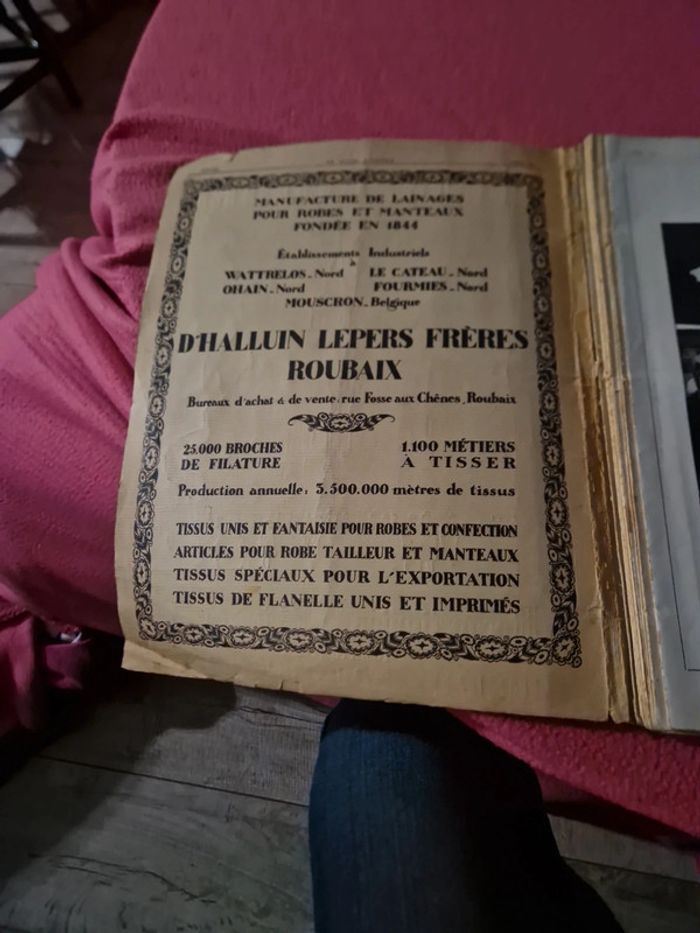 MANUFACTURE DE LAINAGES
POUR ROBES ET MANTEAUX
FONDÉE EN 1844
Établissements Industriels
à
WATTRELOS_Nord LE CATEAU_Nord
OHAIN_Nord FOURMIES_Nord
MOUSCRON_Belgique
D'HALLUIN LEPERS FRÈRES
ROUBAIX
Bureaux d'achat & de vente: rue Fosse aux Chênes, Roubaix
25.000 BROCHES 1.100 MÉTIERS
DE FILATURE À TISSER
Production annuelle: 3.500.000 mètres de tissus
TISSUS UNIS ET FANTAISIE POUR ROBES ET CONFECTION
ARTICLES POUR ROBE TAILLEUR ET MANTEAUX
TISSUS SPÉCIAUX POUR L'EXPORTATION
TISSUS DE FLANELLE UNIS ET IMPRIMÉS